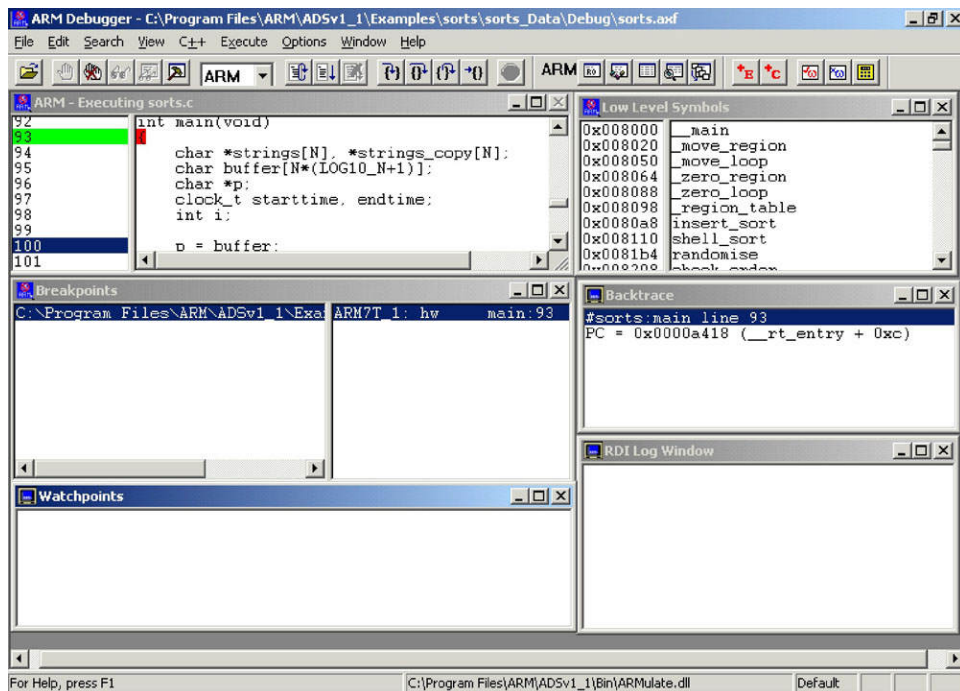 ARM Debugger - C:\Program Files\ARM\ADSv1_1\Examples\sorts\sorts_Data\Debug\sorts.axf
File Edit Search View C++ Execute Options Window Help
ARM ARM
ARM - Executing sorts.c
92 int main(void)
93 {
94 char *strings[N], *strings_copy[N];
95 char buffer[N*(LOG10_N+1)];
96 char *p;
97 clock_t starttime, endtime;
98 int i;
99
100 p = buffer;
101
Low Level Symbols
0x008000 __main
0x008020 _move_region
0x008050 _move_loop
0x008064 _zero_region
0x008088 _zero_loop
0x008098 _region_table
0x0080a8 insert_sort
0x008110 shell_sort
0x0081b4 randomise
0x008208 check_order
Breakpoints
C:\Program Files\ARM\ADSv1_1\Exa ARM7T_1: hw main:93
Backtrace
#sorts:main line 93
PC = 0x0000a418 (__rt_entry + 0xc)
RDI Log Window
Watchpoints
For Help, press F1 C:\Program Files\ARM\ADSv1_1\Bin\ARMulate.dll Default